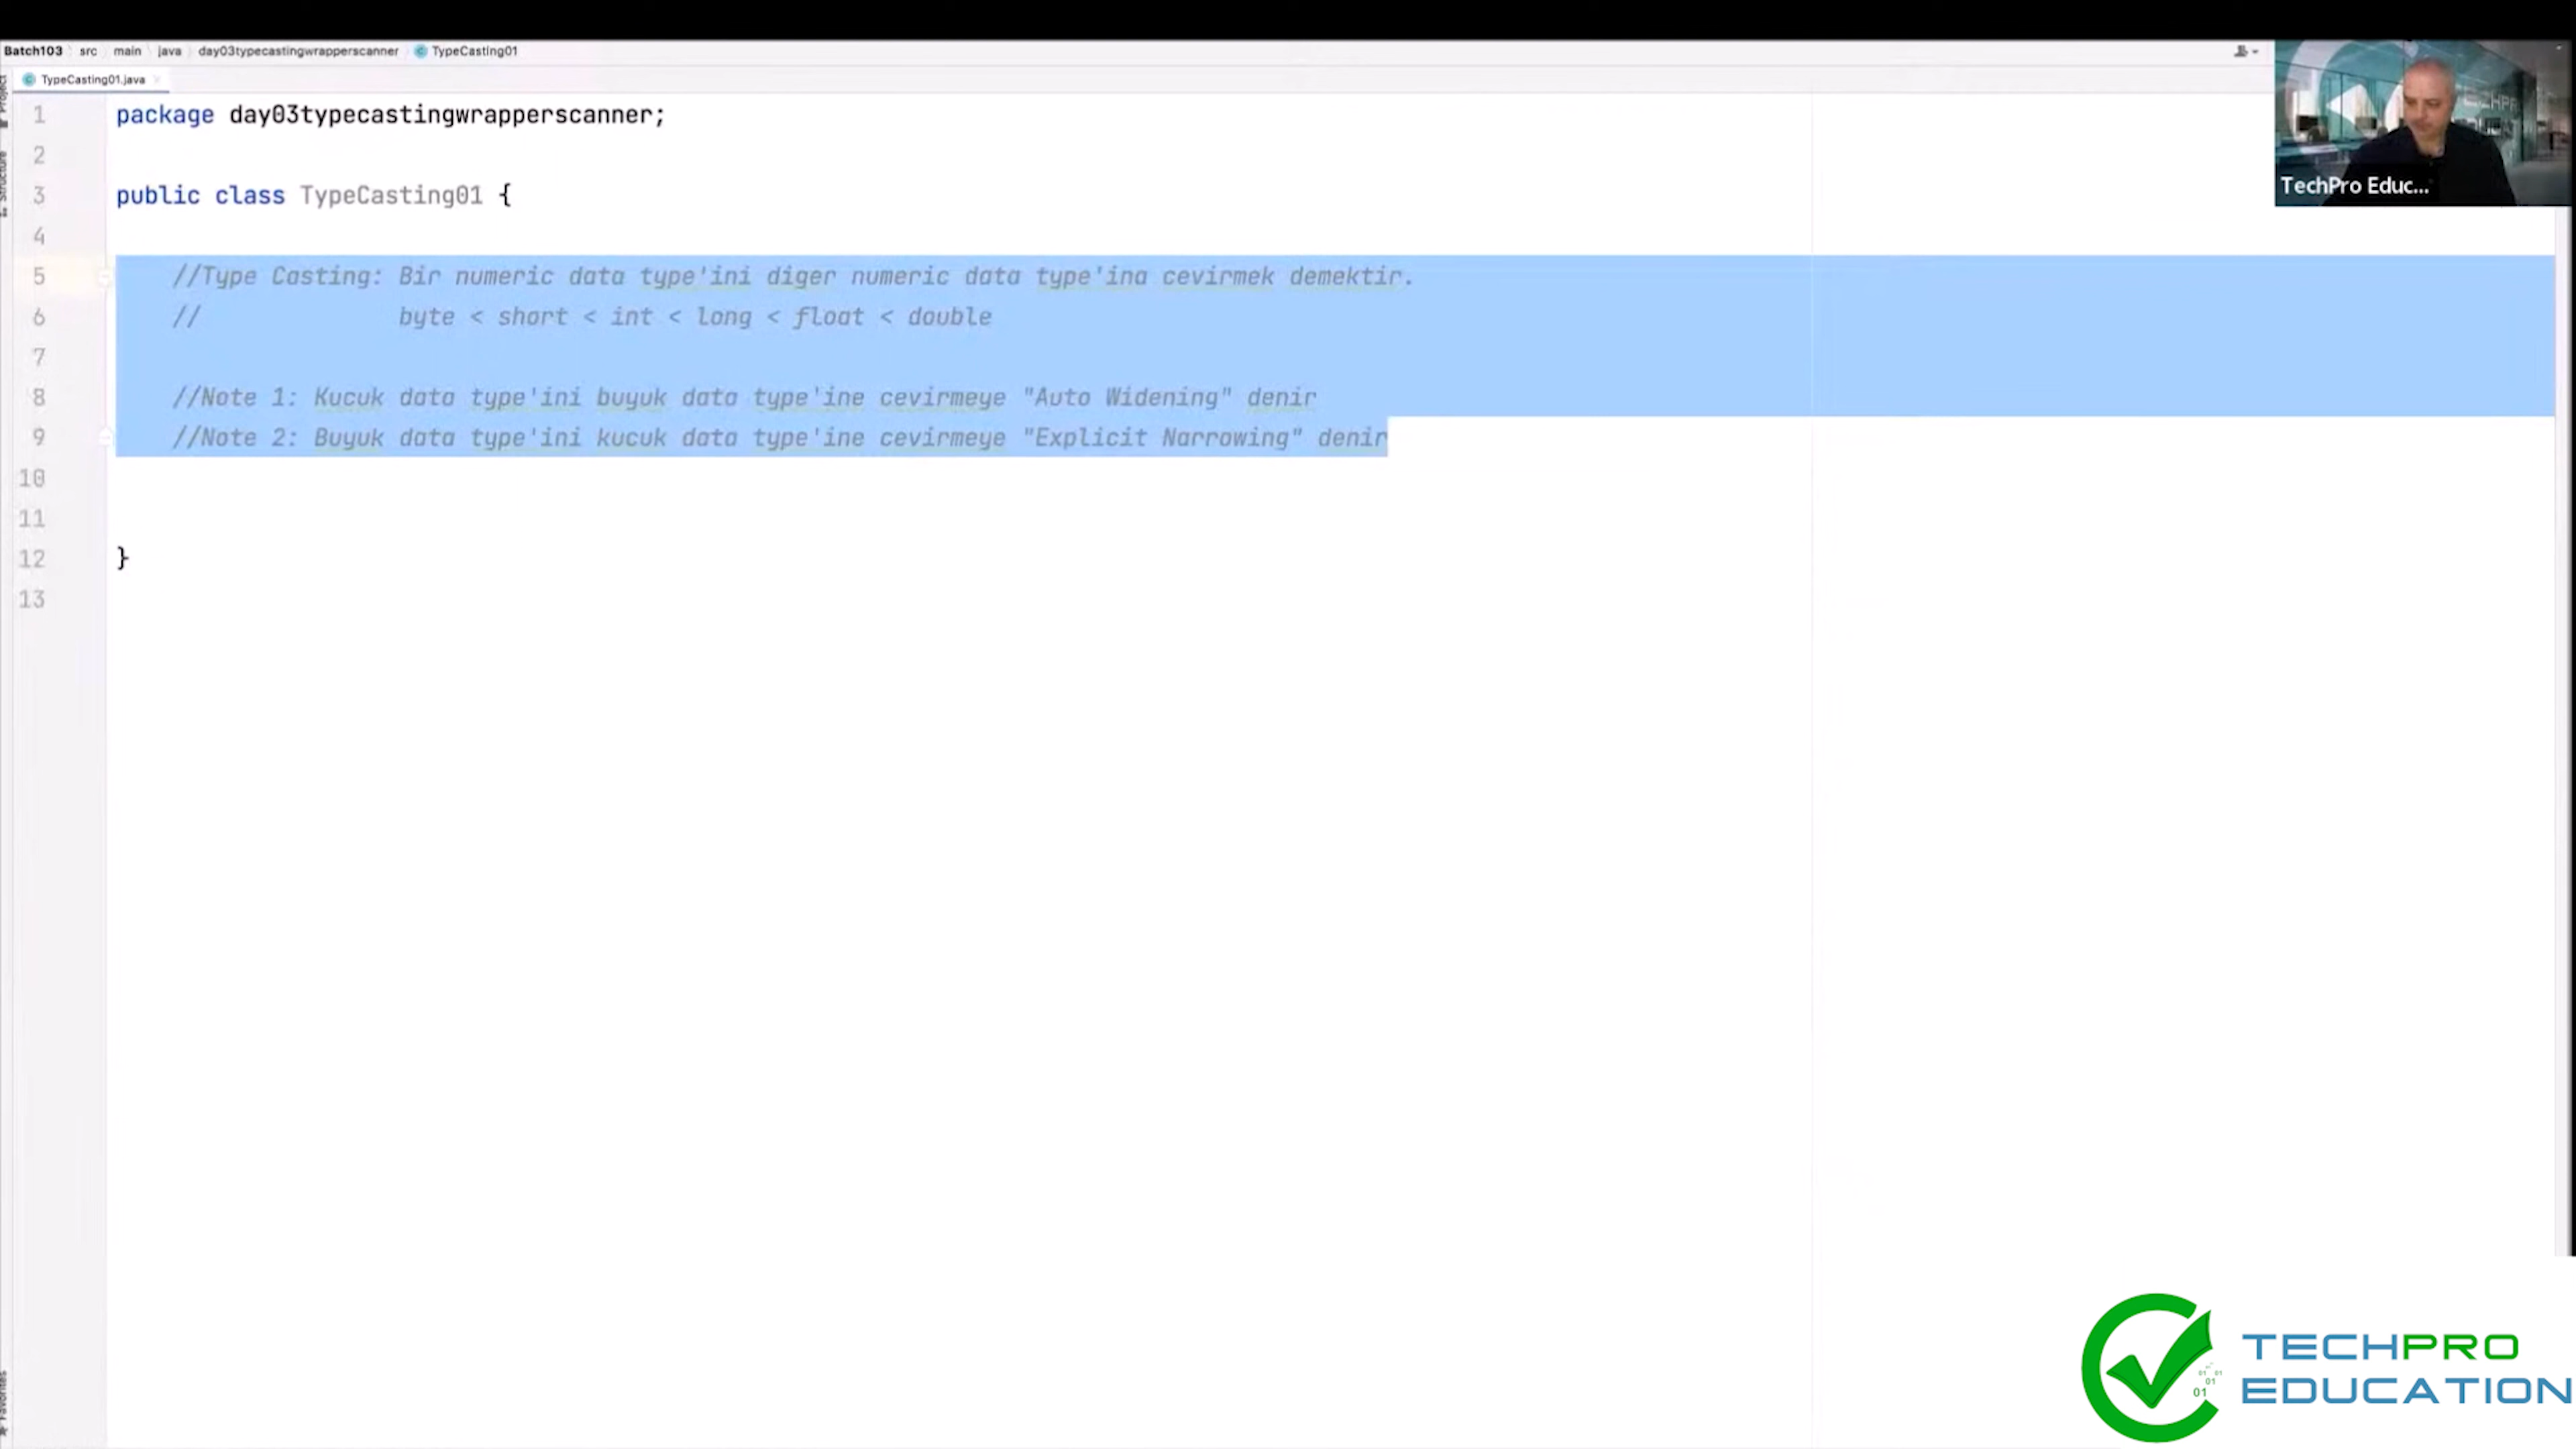 Batch103 src main java day03typecastingwrapperscanner TypeCasting01
TypeCasting01.java
Project
Structure
1 package day03typecastingwrapperscanner;
2
3 public class TypeCasting01 {
4
5 //Type Casting: Bir numeric data type'ini diger numeric data type'ina cevirmek demektir.
6 // byte < short < int < long < float < double
7
8 //Note 1: Kucuk data type'ini buyuk data type'ine cevirmeye "Auto Widening" denir
9 //Note 2: Buyuk data type'ini kucuk data type'ine cevirmeye "Explicit Narrowing" denir
10
11
12 }
13
Favorites
TechPro Educ...
TECHPRO
EDUCATION
01